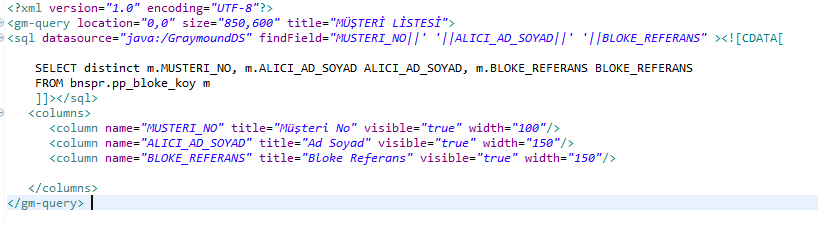 <?xml version="1.0" encoding="UTF-8"?>
<gm-query location="0,0" size="850,600" title="MÜŞTERİ LİSTESİ">
<sql datasource="java:/GraymoundDS" findField="MUSTERI_NO||' '||ALICI_AD_SOYAD||' '||BLOKE_REFERANS" ><![CDATA[
SELECT distinct m.MUSTERI_NO, m.ALICI_AD_SOYAD ALICI_AD_SOYAD, m.BLOKE_REFERANS BLOKE_REFERANS
FROM bnspr.pp_bloke_koy m
]]></sql>
<columns>
<column name="MUSTERI_NO" title="Müşteri No" visible="true" width="100"/>
<column name="ALICI_AD_SOYAD" title="Ad Soyad" visible="true" width="150"/>
<column name="BLOKE_REFERANS" title="Bloke Referans" visible="true" width="150"/>
</columns>
</gm-query>